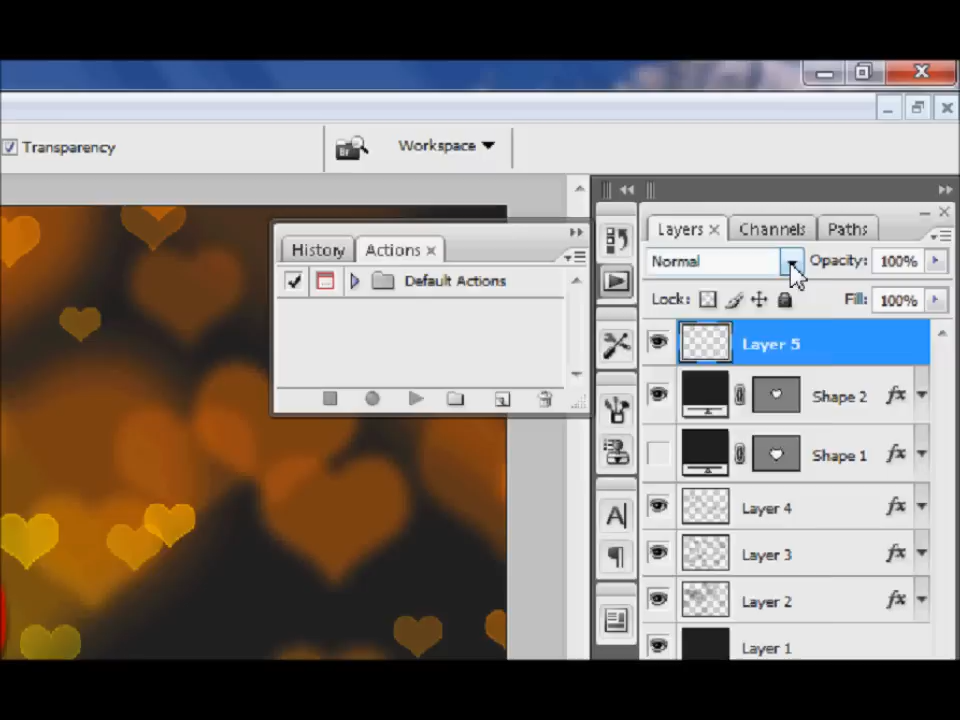 Transparency
Br
Workspace
Layers
Channels
Paths
History
Actions
Normal
Opacity:
100%
Default Actions
Lock:
Fill:
100%
Layer 5
Shape 2
fx
Shape 1
fx
Layer 4
fx
A
Layer 3
fx
Layer 2
fx
Layer 1